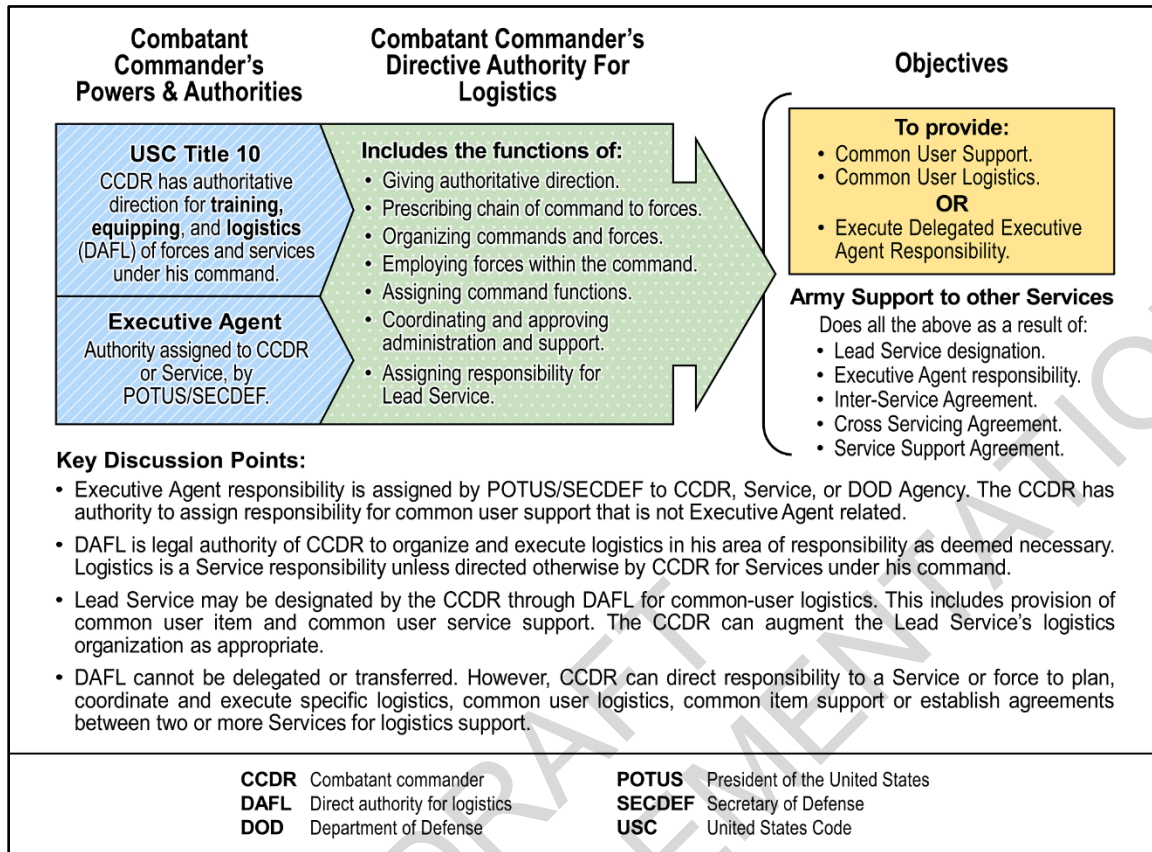 Combatant
Commander's
Powers & Authorities
Combatant Commander's
Directive Authority For
Logistics
Objectives
USC Title 10
CCDR has authoritative
direction for training,
equipping, and logistics
(DAFL) of forces and services
under his command.
Executive Agent
Authority assigned to CCDR
or Service, by
POTUS/SECDEF.
Includes the functions of:
• Giving authoritative direction.
• Prescribing chain of command to forces.
• Organizing commands and forces.
• Employing forces within the command.
• Assigning command functions.
• Coordinating and approving
administration and support.
• Assigning responsibility for
Lead Service.
To provide:
• Common User Support.
• Common User Logistics.
OR
• Execute Delegated Executive
Agent Responsibility.
Army Support to other Services
Does all the above as a result of:
• Lead Service designation.
• Executive Agent responsibility.
• Inter-Service Agreement.
• Cross Servicing Agreement.
• Service Support Agreement.
Key Discussion Points:
• Executive Agent responsibility is assigned by POTUS/SECDEF to CCDR, Service, or DOD Agency. The CCDR has
authority to assign responsibility for common user support that is not Executive Agent related.
• DAFL is legal authority of CCDR to organize and execute logistics in his area of responsibility as deemed necessary.
Logistics is a Service responsibility unless directed otherwise by CCDR for Services under his command.
• Lead Service may be designated by the CCDR through DAFL for common-user logistics. This includes provision of
common user item and common user service support. The CCDR can augment the Lead Service's logistics
organization as appropriate.
• DAFL cannot be delegated or transferred. However, CCDR can direct responsibility to a Service or force to plan,
coordinate and execute specific logistics, common user logistics, common item support or establish agreements
between two or more Services for logistics support.
CCDR Combatant commander
DAFL Direct authority for logistics
DOD Department of Defense
POTUS President of the United States
SECDEF Secretary of Defense
USC United States Code
DRAFT